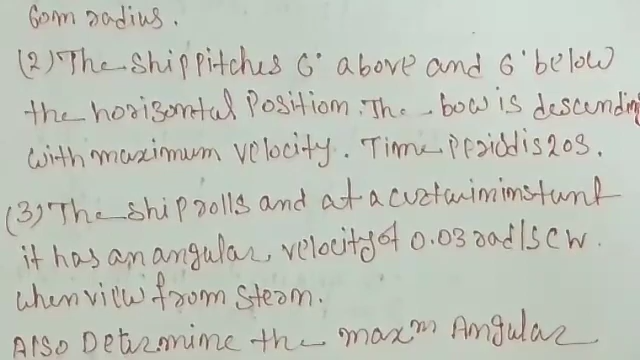 60m radius.
(2) The ship pitches 6° above and 6° below
the horisontal position. The bow is descendin
with maximum velocity. Time period is 20s.
(3) The ship rolls and at a certain instant
it has an angular velocity of 0.03 rad/s cw.
when view from stern.
Also Determine the maxm Angular